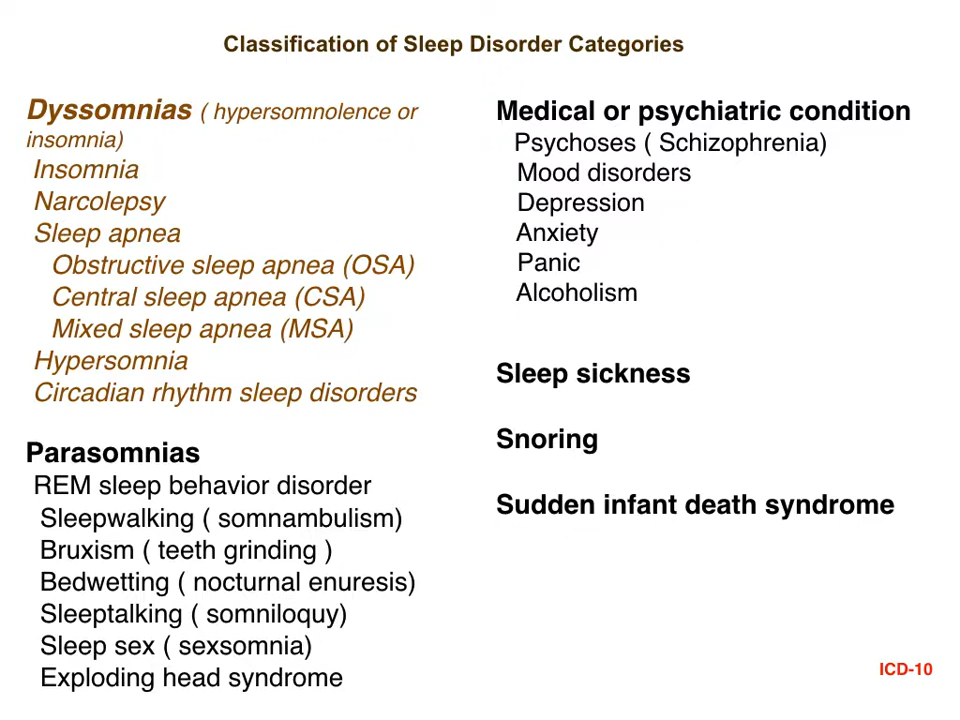 Classification of Sleep Disorder Categories
Dyssomnias ( hypersomnolence or
insomnia)
Insomnia
Narcolepsy
Sleep apnea
Obstructive sleep apnea (OSA)
Central sleep apnea (CSA)
Mixed sleep apnea (MSA)
Hypersomnia
Circadian rhythm sleep disorders
Parasomnias
REM sleep behavior disorder
Sleepwalking ( somnambulism)
Bruxism ( teeth grinding )
Bedwetting ( nocturnal enuresis)
Sleeptalking ( somniloquy)
Sleep sex ( sexsomnia)
Exploding head syndrome
Medical or psychiatric condition
Psychoses ( Schizophrenia)
Mood disorders
Depression
Anxiety
Panic
Alcoholism
Sleep sickness
Snoring
Sudden infant death syndrome
ICD-10